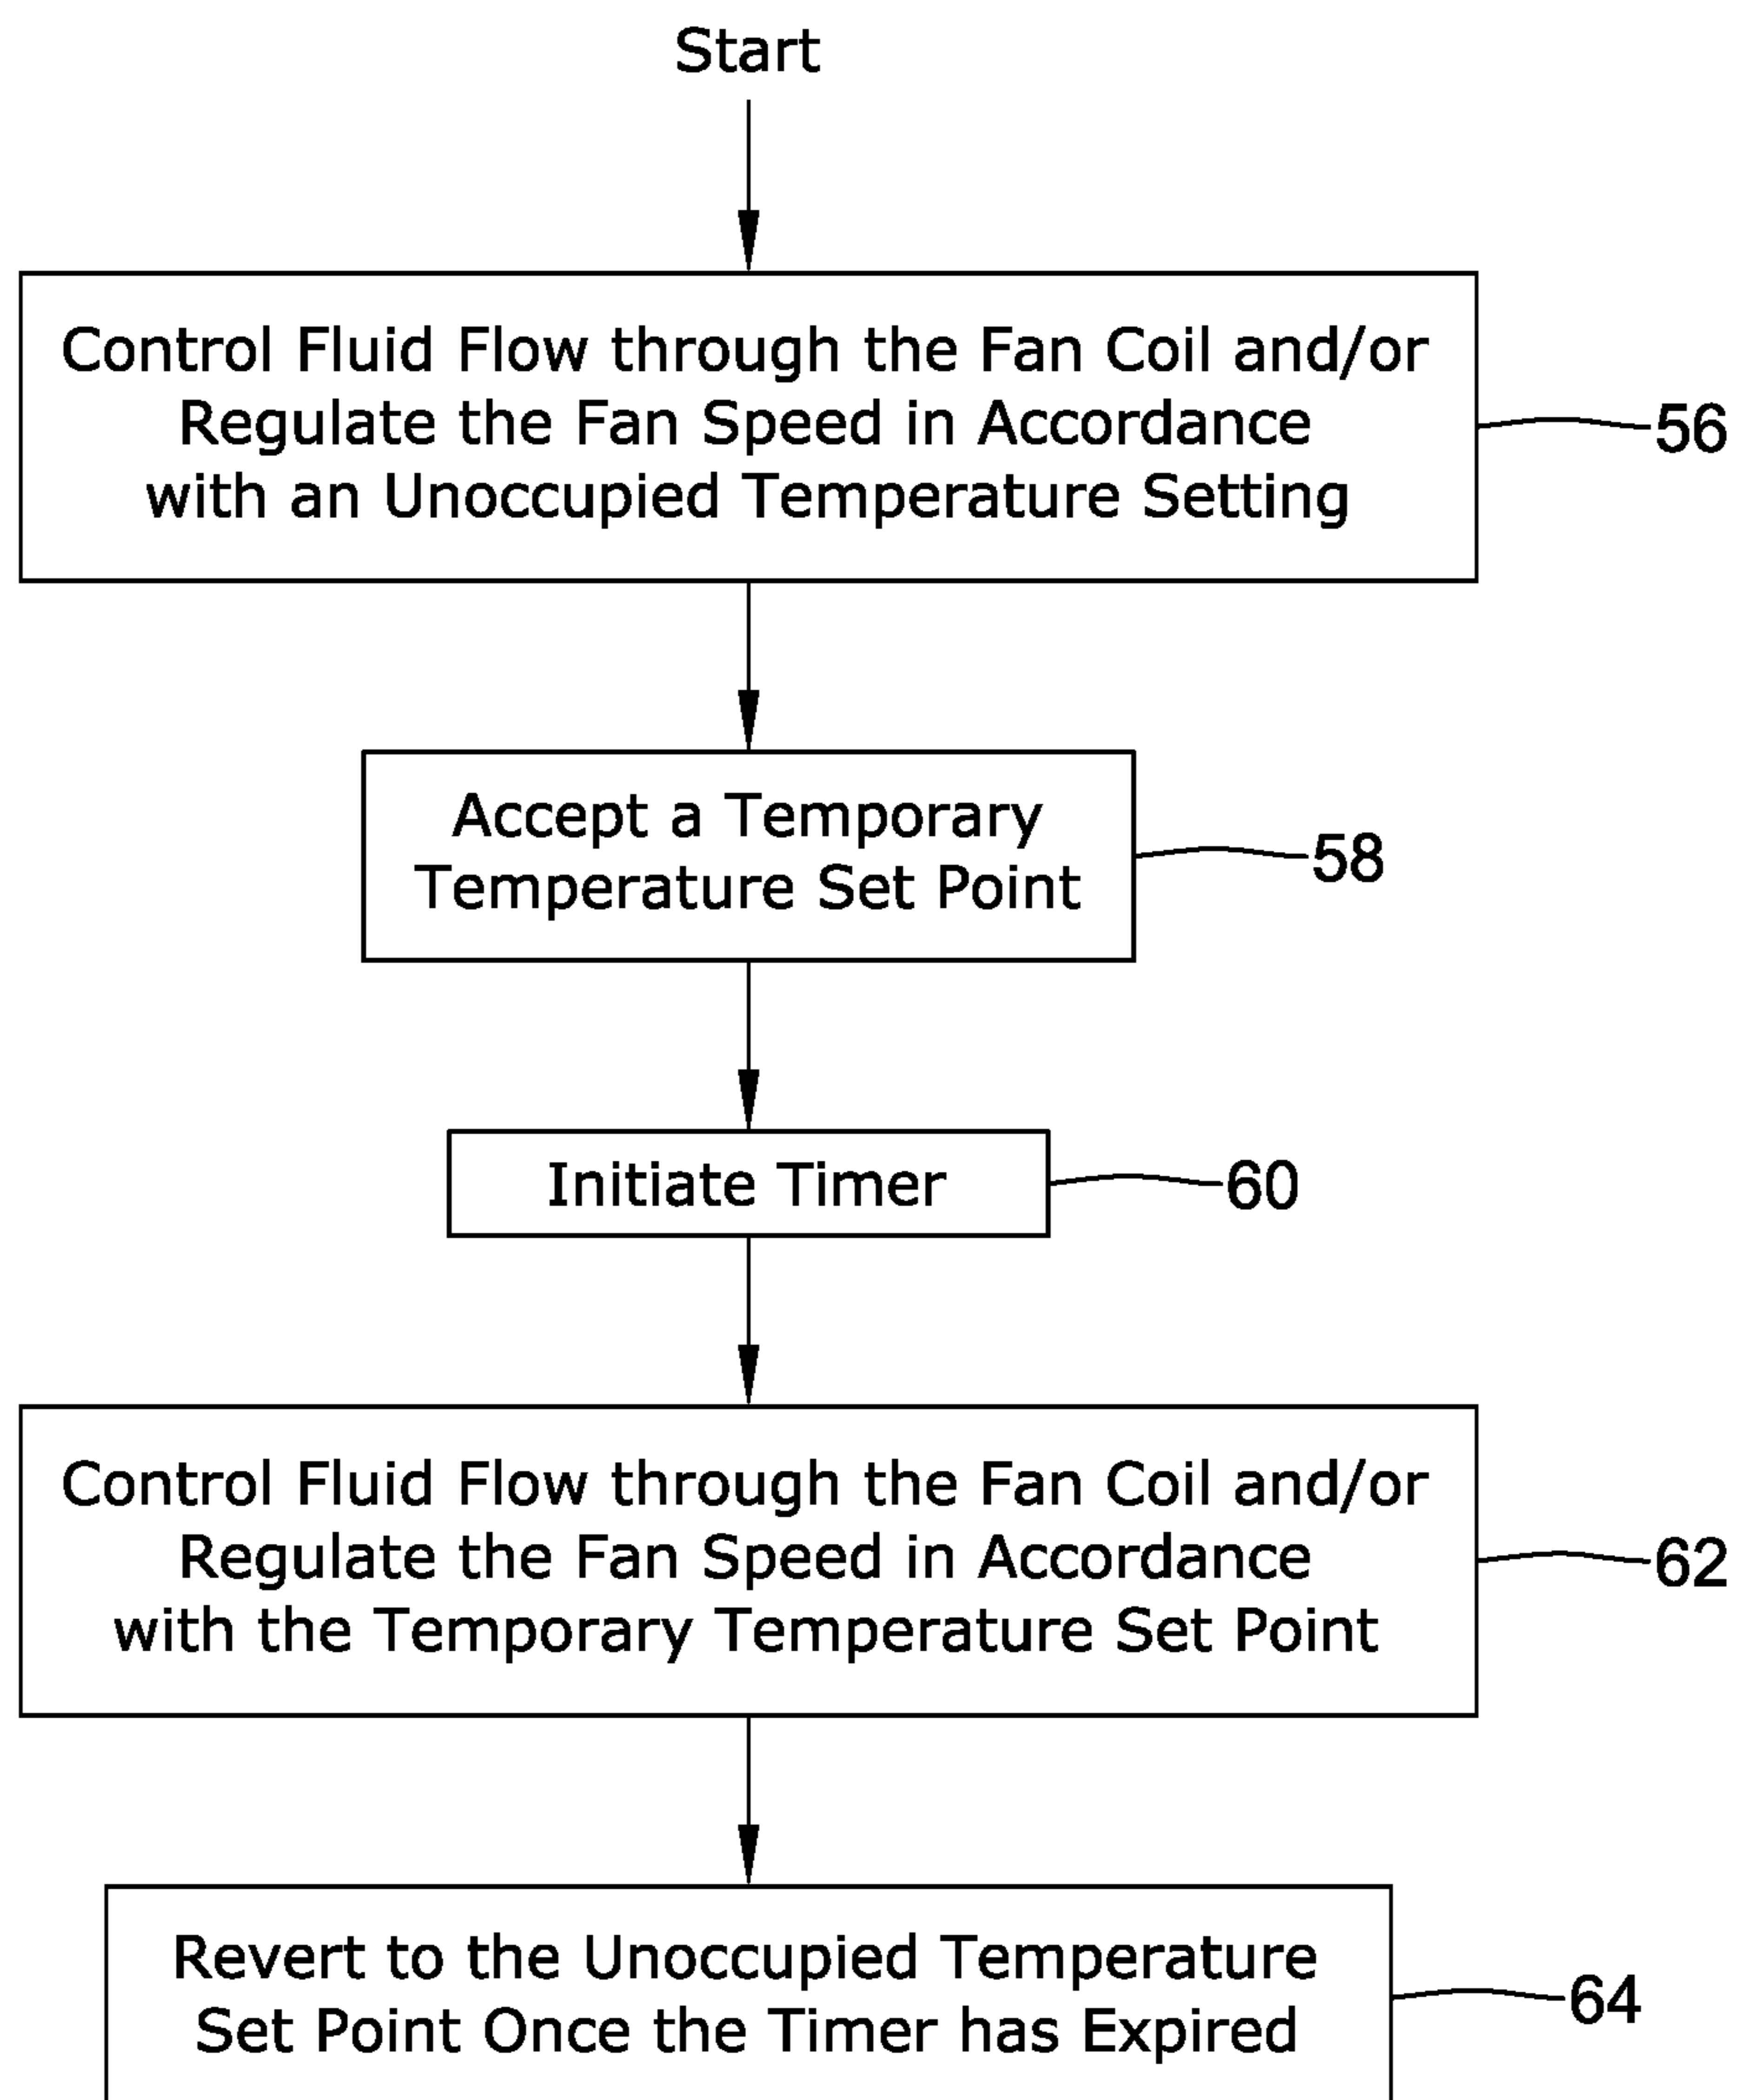 Start
Control Fluid Flow through the Fan Coil and/or
Regulate the Fan Speed in Accordance
with an Unoccupied Temperature Setting
56
Accept a Temporary
Temperature Set Point
58
Initiate Timer
60
Control Fluid Flow through the Fan Coil and/or
Regulate the Fan Speed in Accordance
with the Temporary Temperature Set Point
62
Revert to the Unoccupied Temperature
Set Point Once the Timer has Expired
64